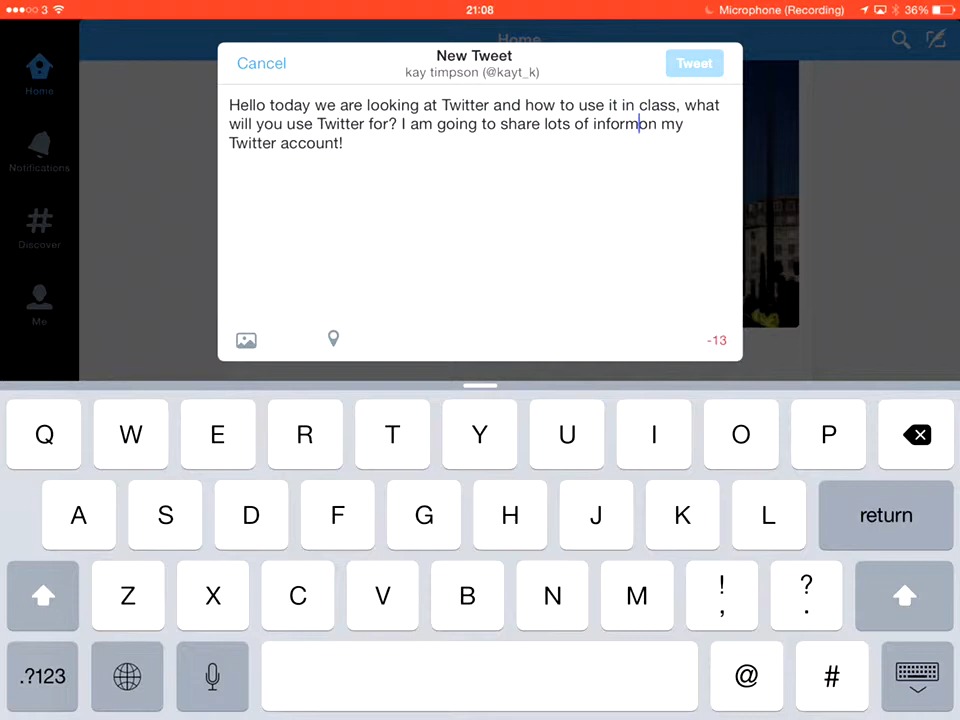 3 21:08 Microphone (Recording) 36%
Home
Cancel New Tweet Tweet
kay timpson (@kayt_k)
Home
Notifications
Discover
Me
Hello today we are looking at Twitter and how to use it in class, what
will you use Twitter for? I am going to share lots of informon my
Twitter account!
-13
Q W E R T Y U I O P
A S D F G H J K L return
Z X C V B N M ! , ? .
.?123 @ #